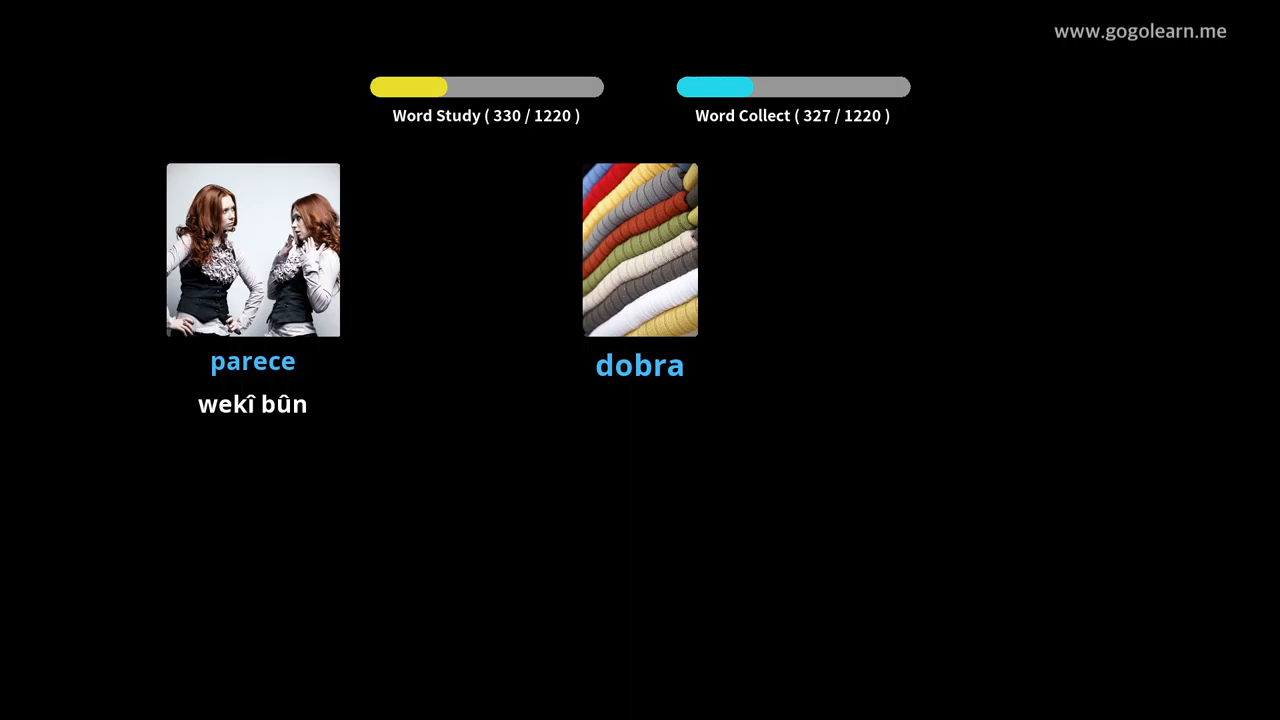 www.gogolearn.me
Word Study ( 330 / 1220 )
Word Collect ( 327 / 1220 )
parece
wekî bûn
dobra